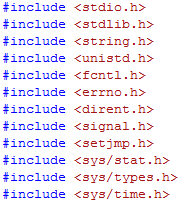 #include <stdio.h>
#include <stdlib.h>
#include <string.h>
#include <unistd.h>
#include <fcntl.h>
#include <errno.h>
#include <dirent.h>
#include <signal.h>
#include <setjmp.h>
#include <sys/stat.h>
#include <sys/types.h>
#include <sys/time.h>